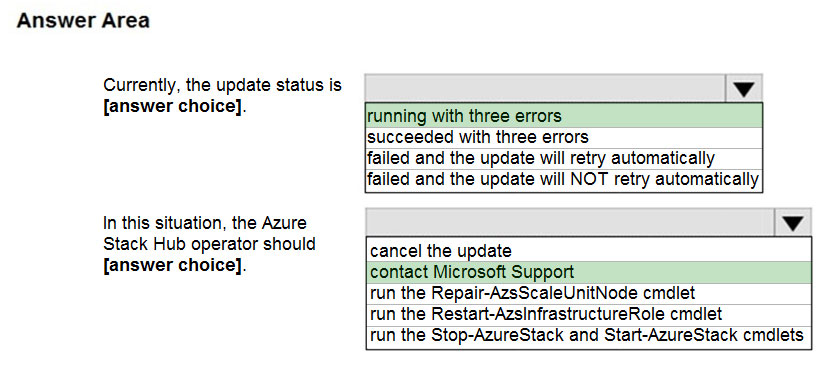 Answer Area
Currently, the update status is
[answer choice].
running with three errors
succeeded with three errors
failed and the update will retry automatically
failed and the update will NOT retry automatically
In this situation, the Azure
Stack Hub operator should
[answer choice].
cancel the update
contact Microsoft Support
run the Repair-AzsScaleUnitNode cmdlet
run the Restart-AzsInfrastructureRole cmdlet
run the Stop-AzureStack and Start-AzureStack cmdlets